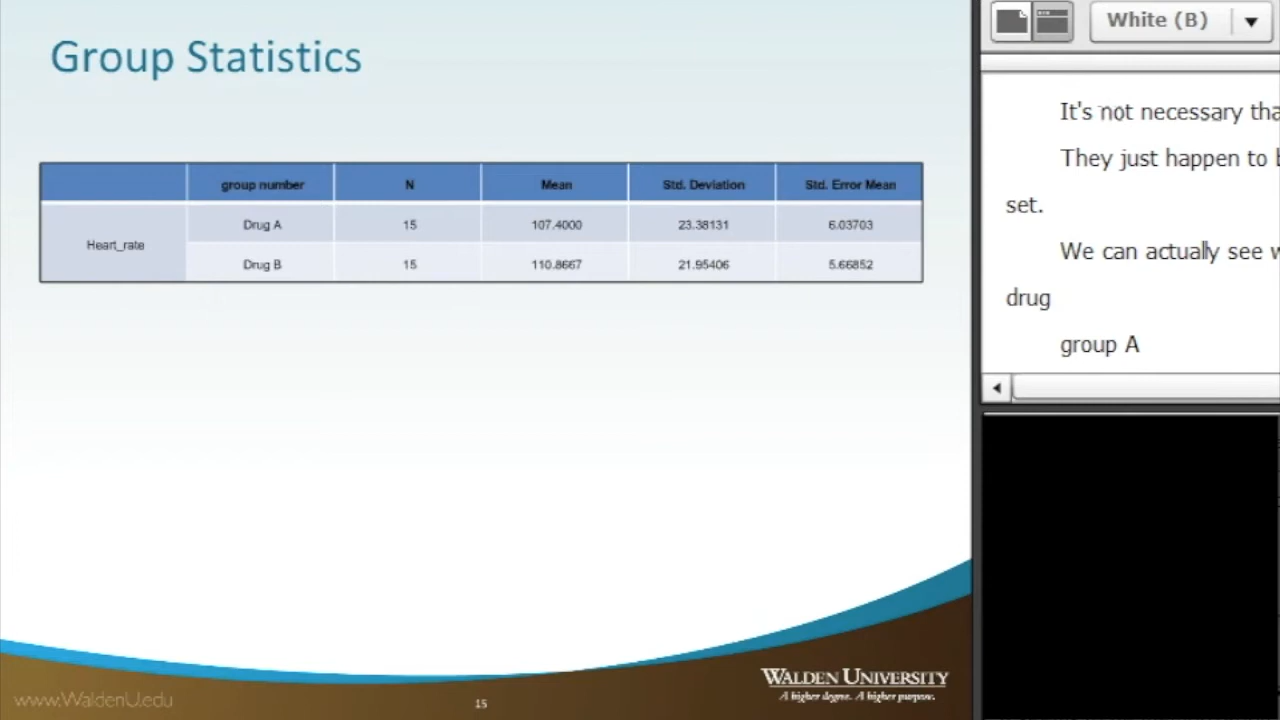 Group Statistics
group number N Mean Std. Deviation Std. Error Mean
Heart_rate
Drug A 15 107.4000 23.38131 6.03703
Drug B 15 110.8667 21.95406 5.66852
www.WaldenU.edu
15
WALDEN UNIVERSITY
A higher degree. A higher purpose.
White (B)
It's not necessary tha
They just happen to b
set.
We can actually see w
drug
group A